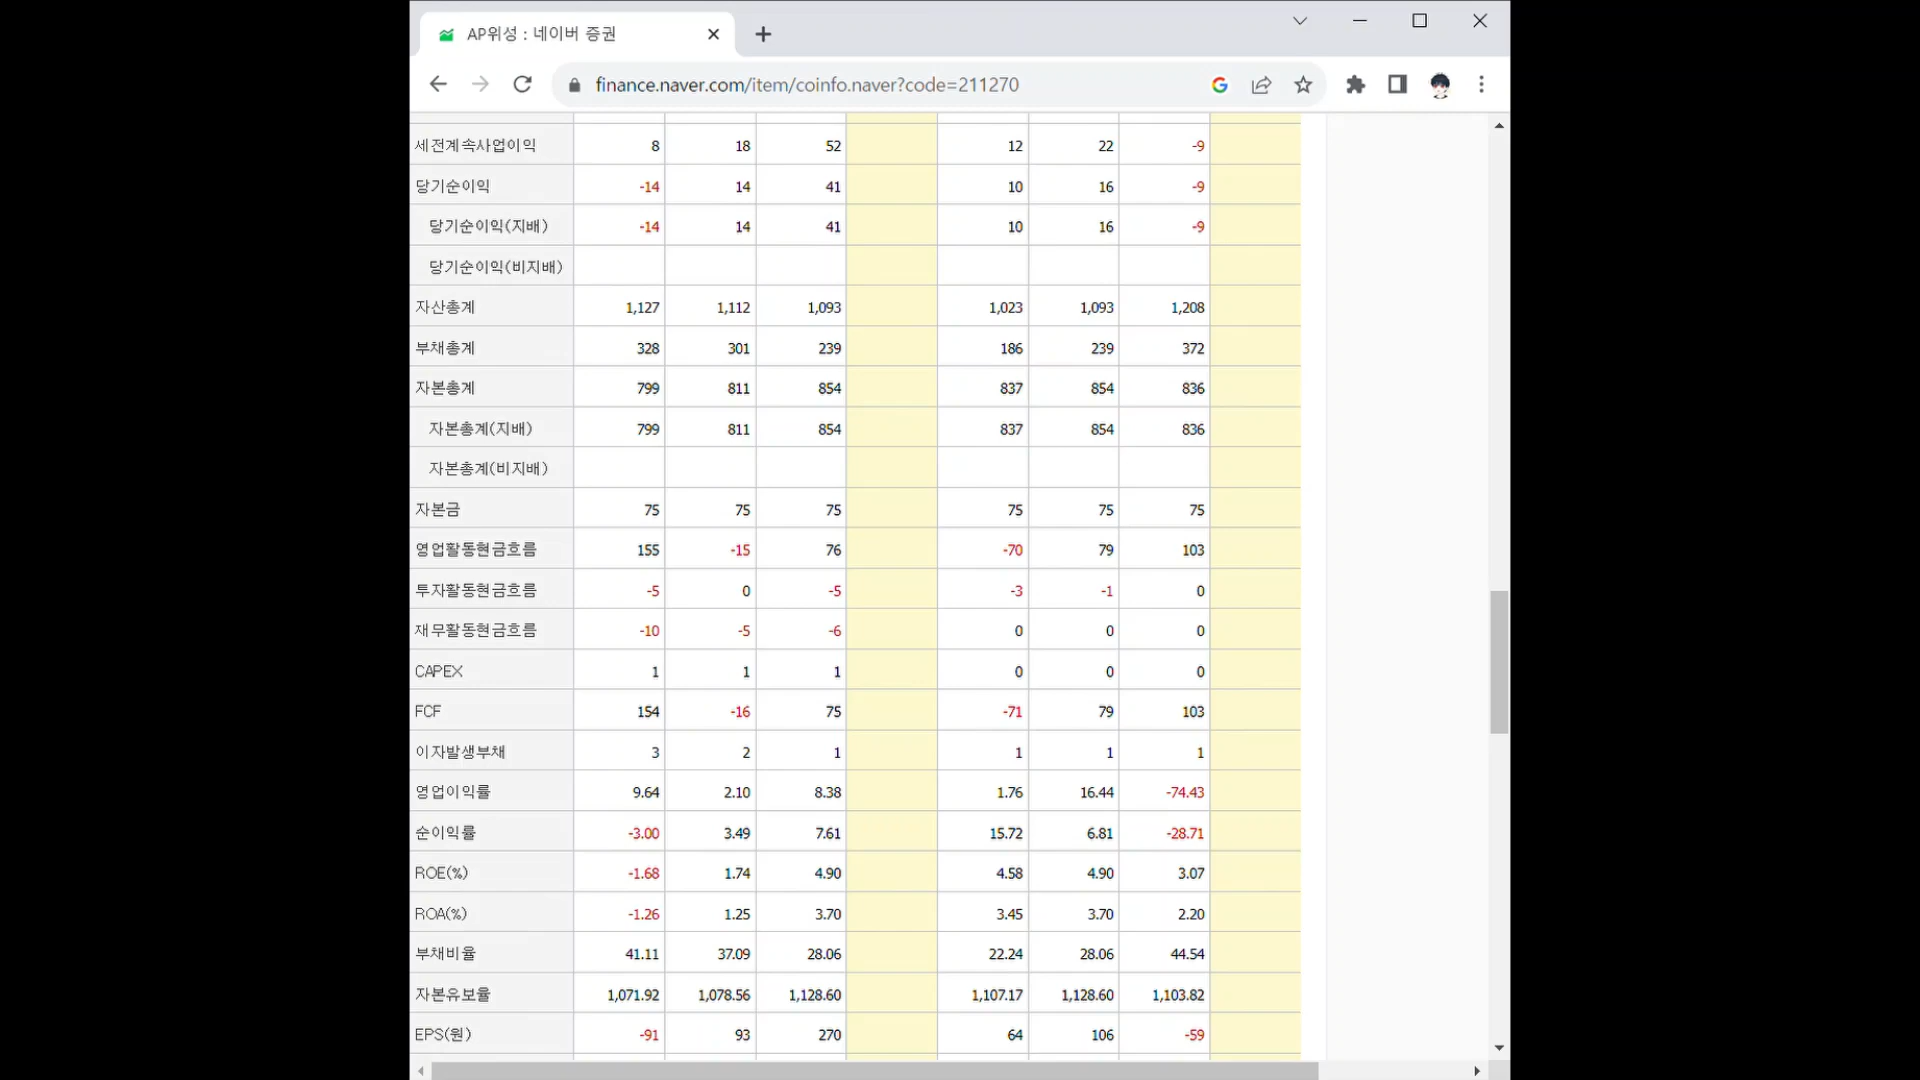 AP위성 : 네이버 증권
finance.naver.com/item/coinfo.naver?code=211270
세전계속사업이익 8 18 52 12 22 -9
당기순이익 -14 14 41 10 16 -9
당기순이익(지배) -14 14 41 10 16 -9
당기순이익(비지배)
자산총계 1,127 1,112 1,093 1,023 1,093 1,208
부채총계 328 301 239 186 239 372
자본총계 799 811 854 837 854 836
자본총계(지배) 799 811 854 837 854 836
자본총계(비지배)
자본금 75 75 75 75 75 75
영업활동현금흐름 155 -15 76 -70 79 103
투자활동현금흐름 -5 0 -5 -3 -1 0
재무활동현금흐름 -10 -5 -6 0 0 0
CAPEX 1 1 1 0 0 0
FCF 154 -16 75 -71 79 103
이자발생부채 3 2 1 1 1 1
영업이익률 9.64 2.10 8.38 1.76 16.44 -74.43
순이익률 -3.00 3.49 7.61 15.72 6.81 -28.71
ROE(%) -1.68 1.74 4.90 4.58 4.90 3.07
ROA(%) -1.26 1.25 3.70 3.45 3.70 2.20
부채비율 41.11 37.09 28.06 22.24 28.06 44.54
자본유보율 1,071.92 1,078.56 1,128.60 1,107.17 1,128.60 1,103.82
EPS(원) -91 93 270 64 106 -59